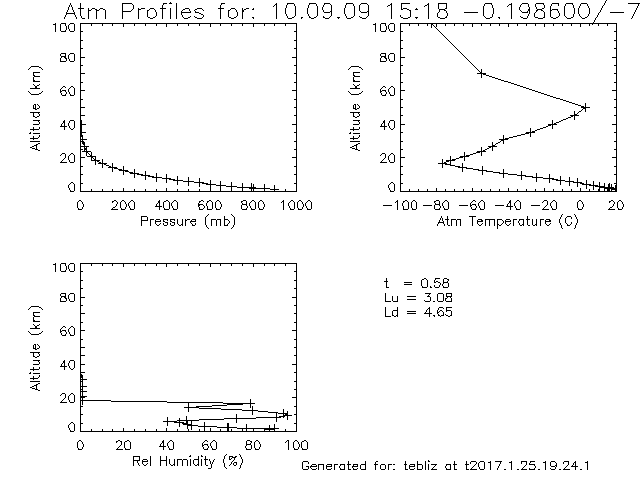 Atm Profiles for: 10.09.09 15:18 -0.198600/-7
100
80
60
40
20
0
Altitude (km)
0 200 400 600 800 1000
Pressure (mb)
100
80
60
40
20
0
Altitude (km)
-100 -80 -60 -40 -20 0 20
Atm Temperature (C)
100
80
60
40
20
0
Altitude (km)
0 20 40 60 80 100
Rel Humidity (%)
t = 0.58
Lu = 3.08
Ld = 4.65
Generated for: tebliz at t2017.1.25.19.24.1